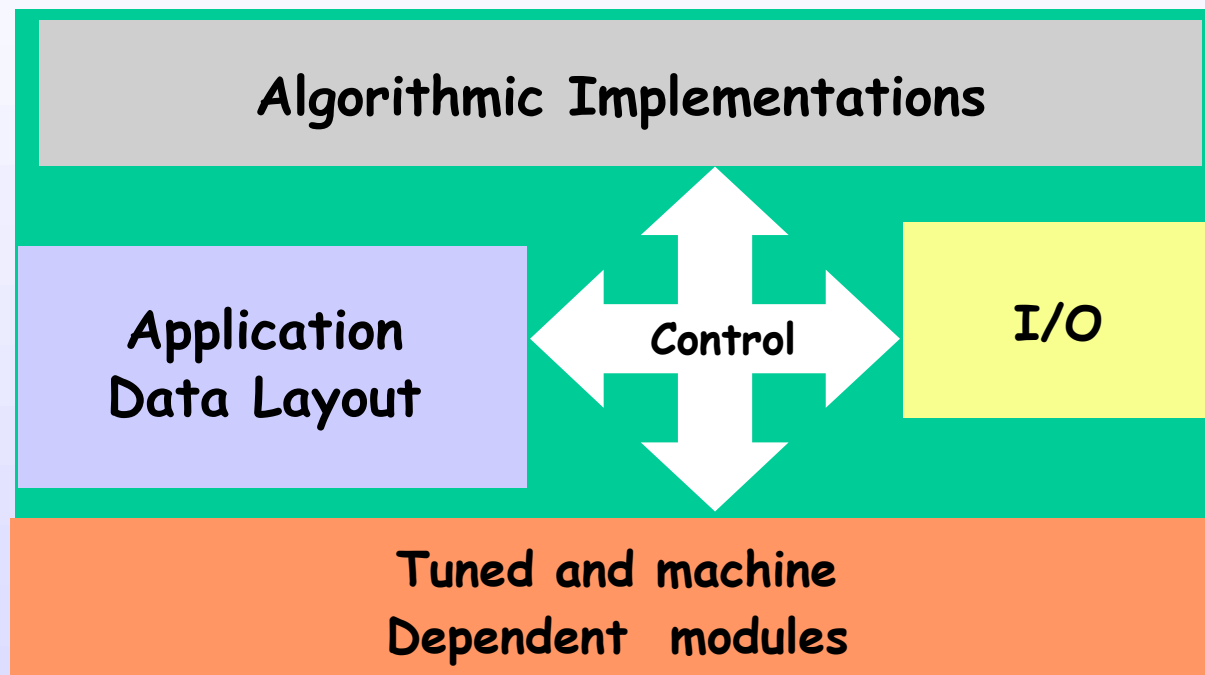 Algorithmic Implementations
Application
Data Layout
Control
I/O
Tuned and machine
Dependent modules